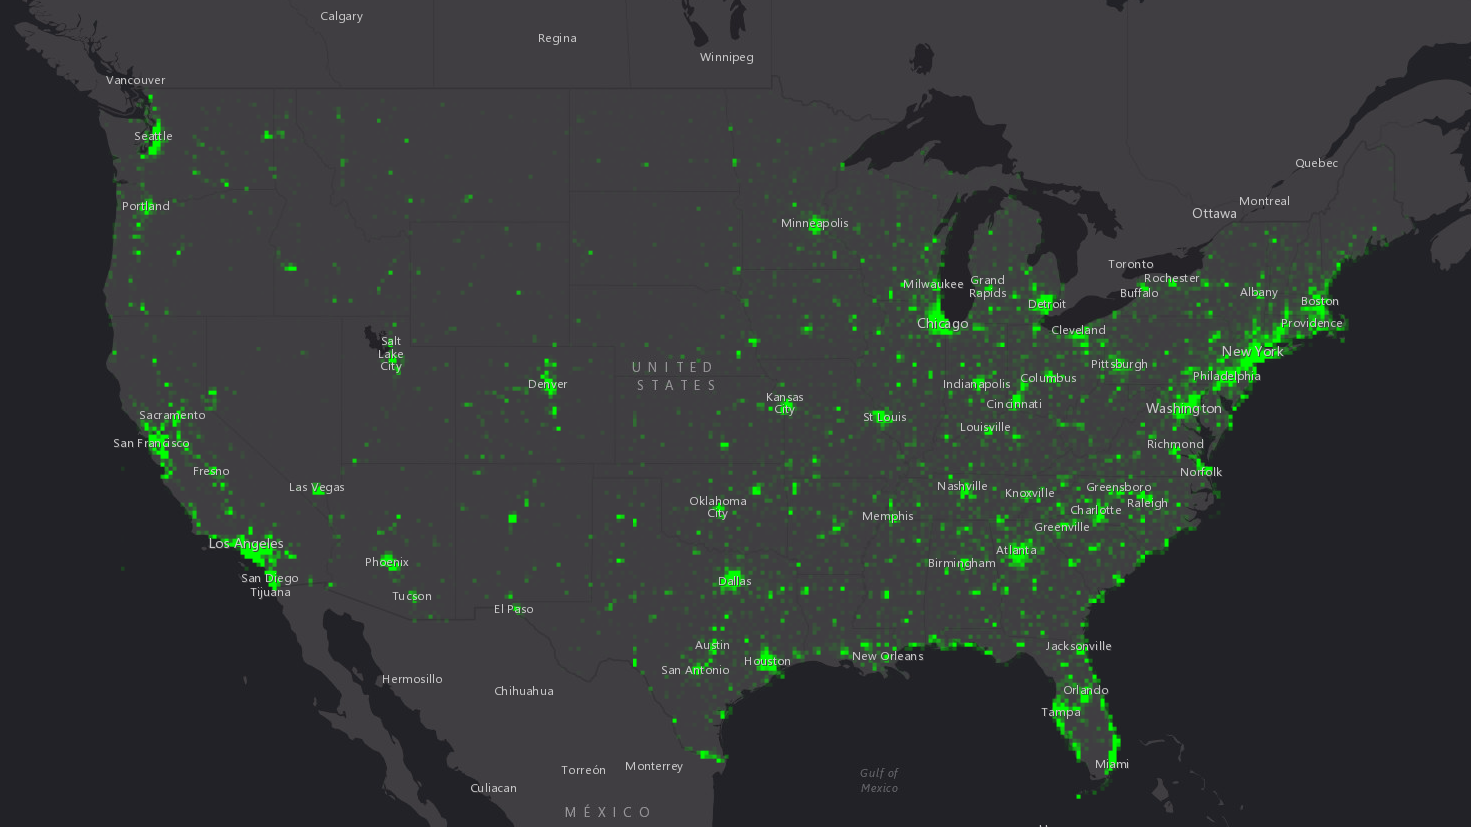 Calgary
Regina
Winnipeg
Vancouver
Seattle
Quebec
Montreal
Ottawa
Portland
Minneapolis
Toronto
Rochester
Buffalo
Albany
Milwaukee
Grand
Rapids
Detroit
Boston
Chicago
Cleveland
Providence
Salt
Lake
City
New York
UNITED
STATES
Pittsburgh
Philadelphia
Denver
Indianapolis
Columbus
Kansas
City
Cincinnati
Washington
Sacramento
St Louis
Louisville
San Francisco
Richmond
Fresno
Norfolk
Las Vegas
Nashville
Knoxville
Greensboro
Oklahoma
City
Memphis
Charlotte
Raleigh
Greenville
Los Angeles
Phoenix
Birmingham
Atlanta
San Diego
Tijuana
Dallas
Tucson
El Paso
Austin
Houston
New Orleans
Jacksonville
San Antonio
Hermosillo
Chihuahua
Orlando
Tampa
Torreón
Monterrey
Miami
Gulf of
Mexico
Culiacan
MÉXICO